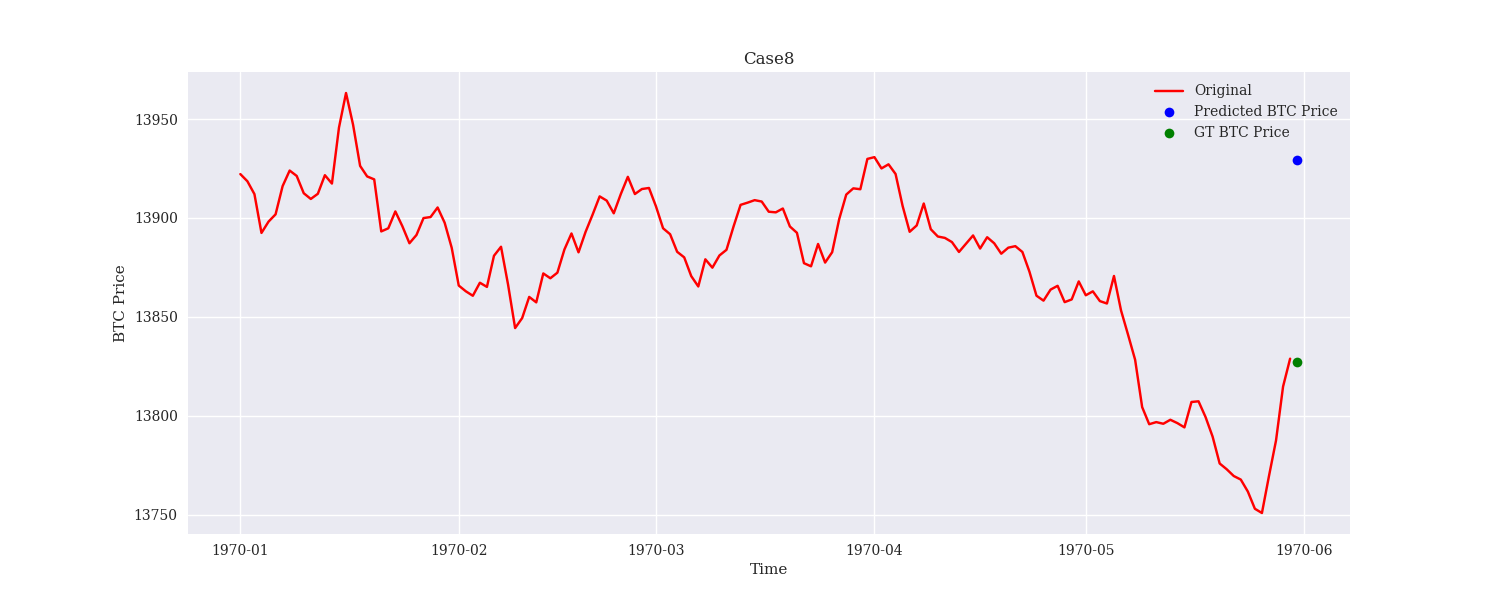 Case8
Original
Predicted BTC Price
GT BTC Price
BTC Price
13950
13900
13850
13800
13750
1970-01 1970-02 1970-03 1970-04 1970-05 1970-06
Time